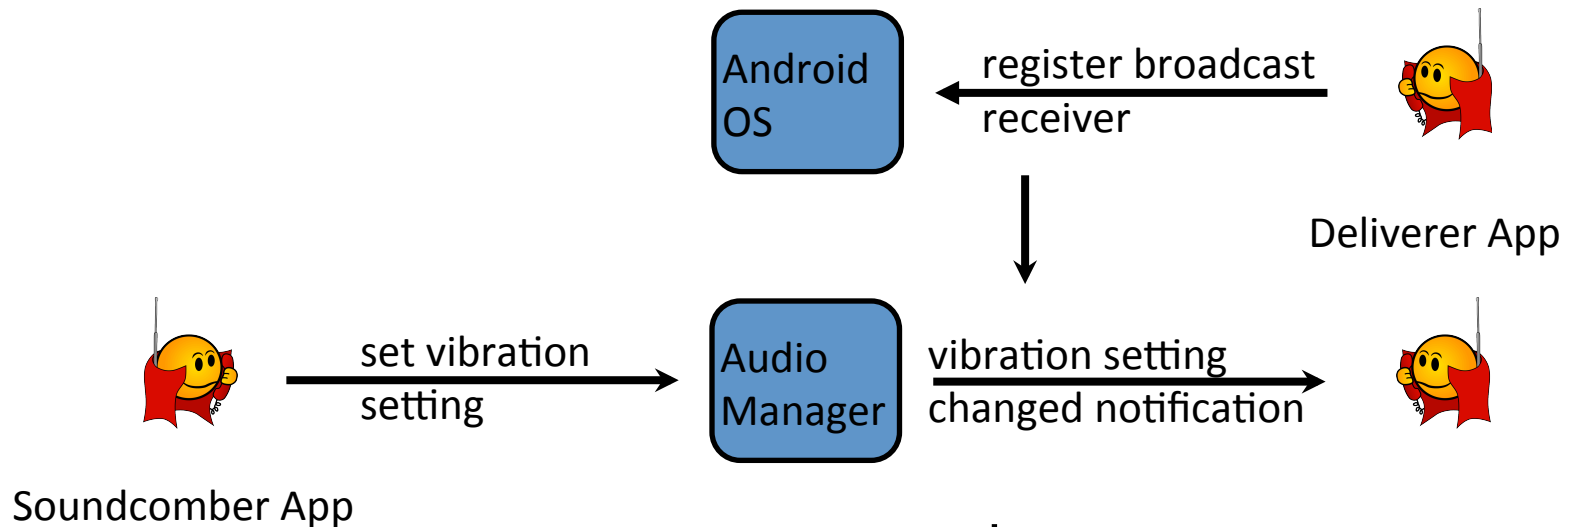 Android
OS
register broadcast
receiver
Deliverer App
set vibration
setting
Audio
Manager
vibration setting
changed notification
Soundcomber App